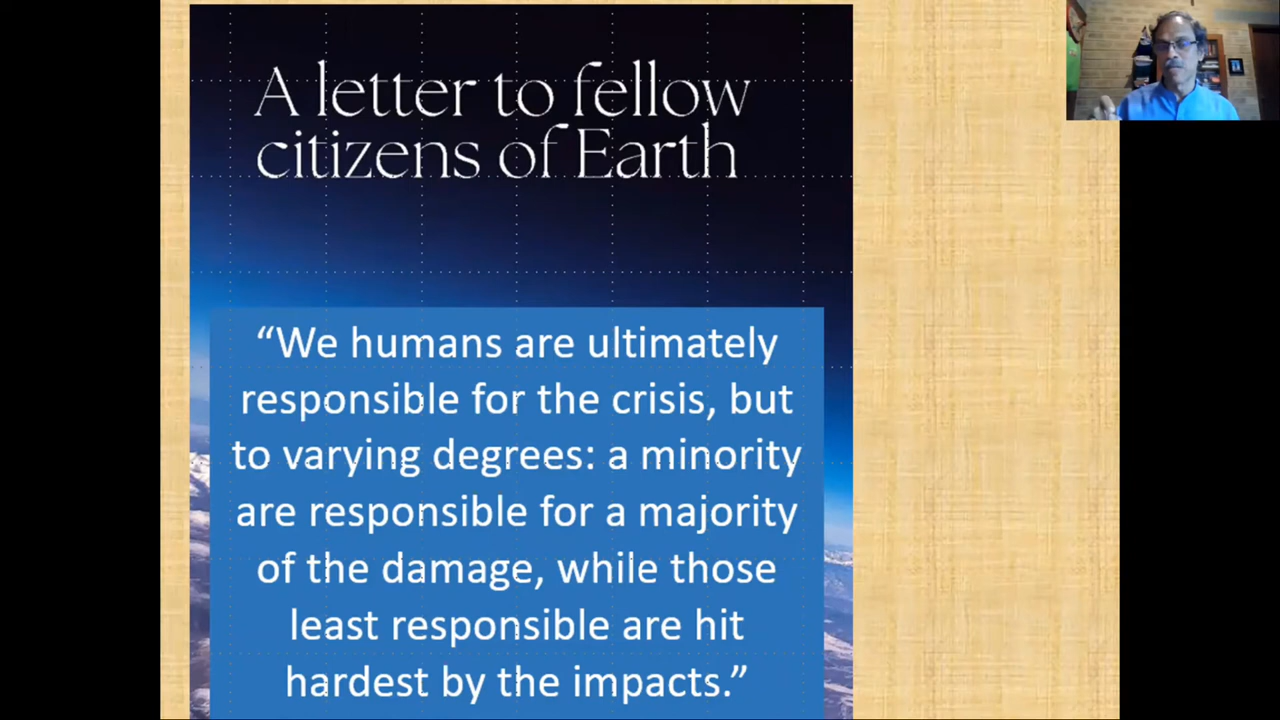 A letter to fellow
citizens of Earth
“We humans are ultimately
responsible for the crisis, but
to varying degrees: a minority
are responsible for a majority
of the damage, while those
least responsible are hit
hardest by the impacts.”